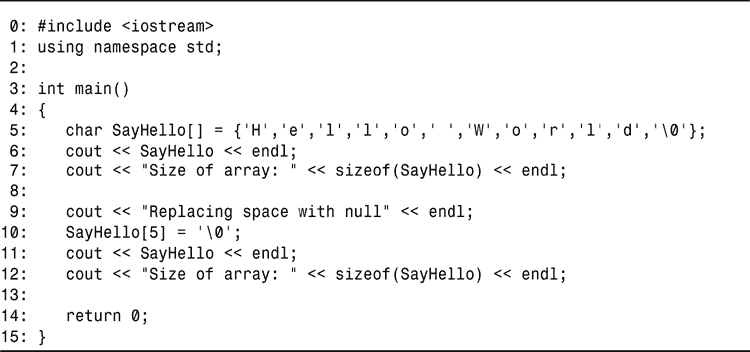 0: #include <iostream>
1: using namespace std;
2:
3: int main()
4: {
5:    char SayHello[] = {'H','e','l','l','o',' ','W','o','r','l','d','\0'};
6:    cout << SayHello << endl;
7:    cout << "Size of array: " << sizeof(SayHello) << endl;
8:
9:    cout << "Replacing space with null" << endl;
10:    SayHello[5] = '\0';
11:    cout << SayHello << endl;
12:    cout << "Size of array: " << sizeof(SayHello) << endl;
13:
14:    return 0;
15: }